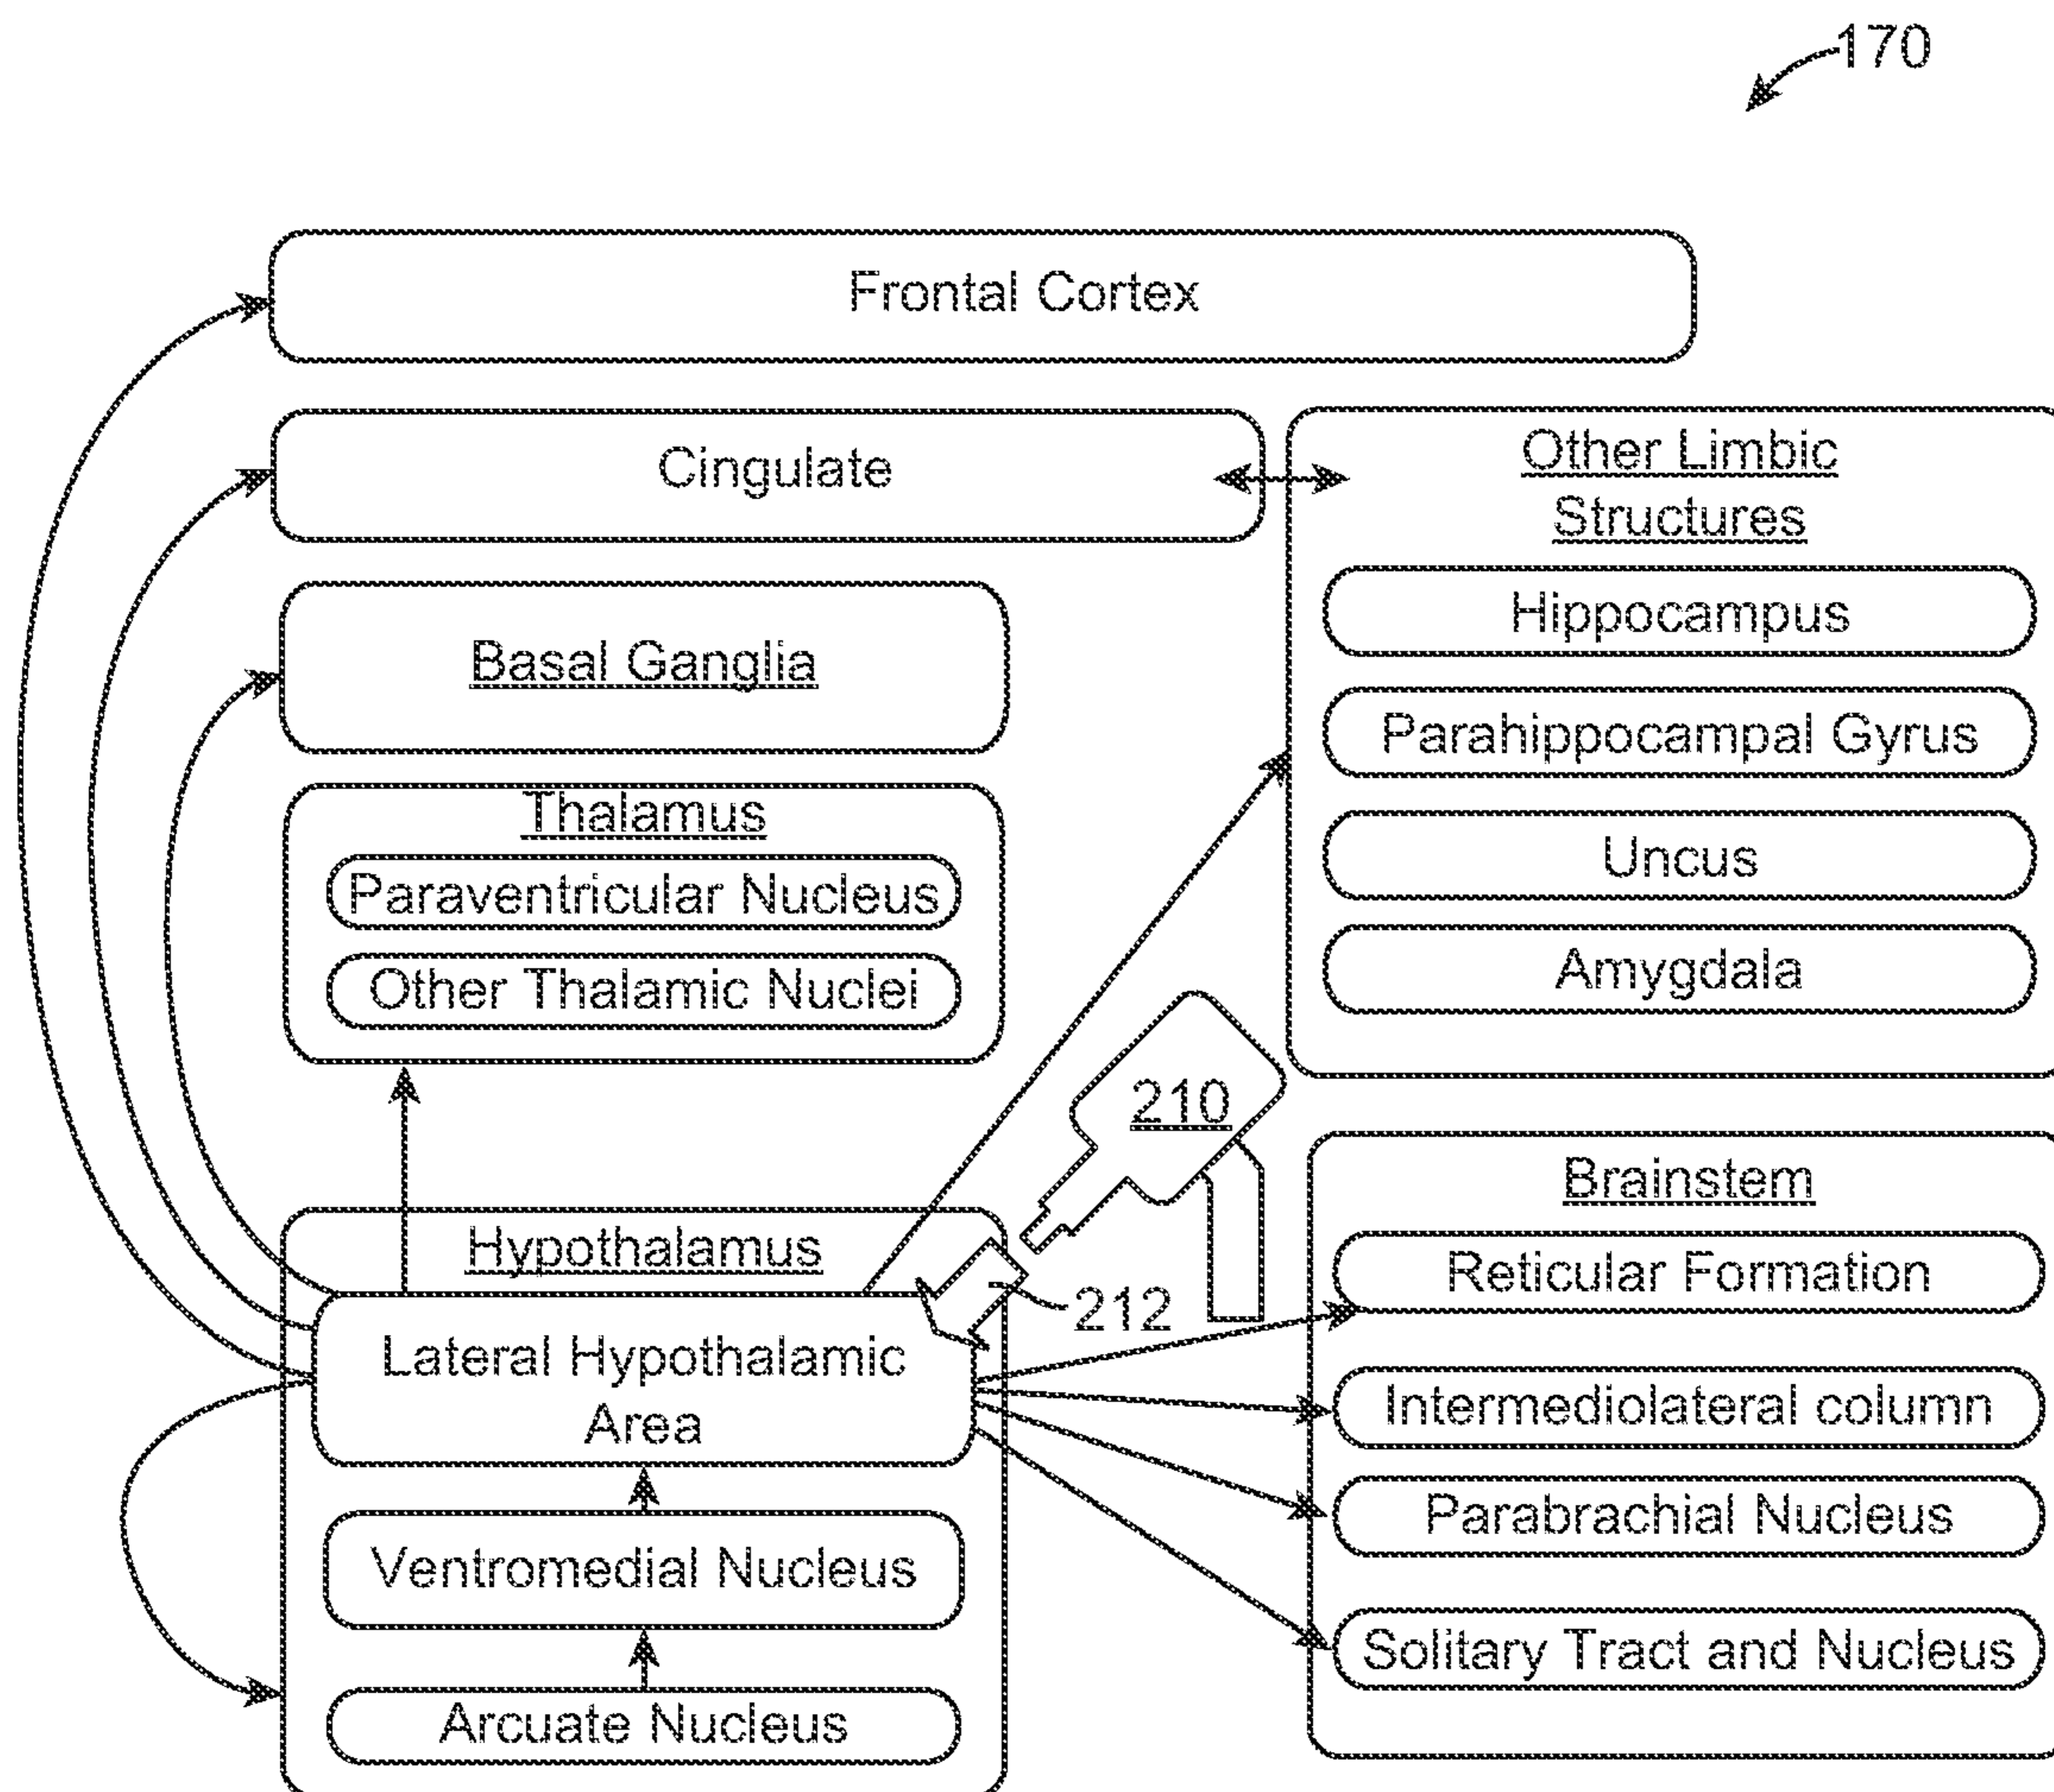 170
Frontal Cortex
Cingulate
Other Limbic
Structures
Hippocampus
Parahippocampal Gyrus
Uncus
Amygdala
Basal Ganglia
Thalamus
Paraventricular Nucleus
Other Thalamic Nuclei
210
212
Hypothalamus
Lateral Hypothalamic
Area
Ventromedial Nucleus
Arcuate Nucleus
Brainstem
Reticular Formation
Intermediolateral column
Parabrachial Nucleus
Solitary Tract and Nucleus